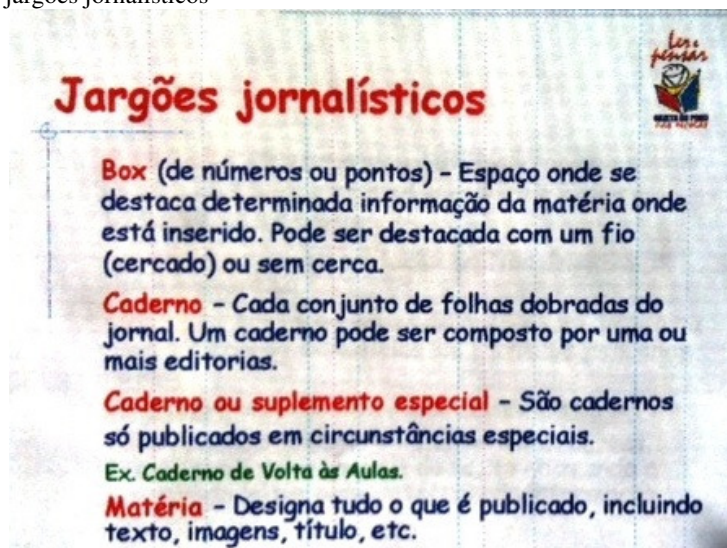 jargões jornalísticos
Ler e
pensar
Jargões jornalísticos
Box (de números ou pontos) – Espaço onde se
destaca determinada informação da matéria onde
está inserido. Pode ser destacada com um fio
(cercado) ou sem cerca.
Caderno – Cada conjunto de folhas dobradas do
jornal. Um caderno pode ser composto por uma ou
mais editorias.
Caderno ou suplemento especial – São cadernos
só publicados em circunstâncias especiais.
Ex. Caderno de Volta às Aulas.
Matéria – Designa tudo o que é publicado, incluindo
texto, imagens, título, etc.